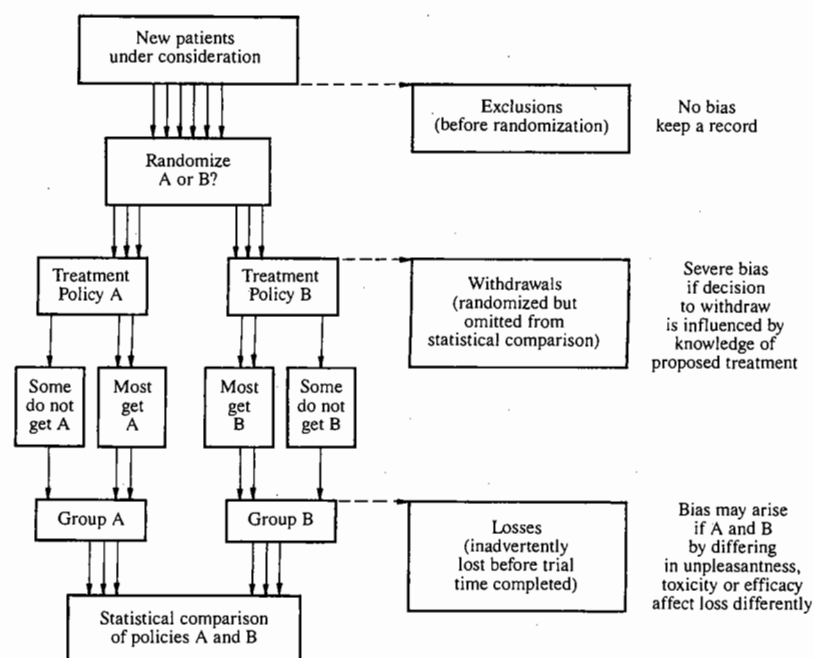 New patients
under consideration
Exclusions
(before randomization)
No bias
keep a record
Randomize
A or B?
Treatment
Policy A
Treatment
Policy B
Withdrawals
(randomized but
omitted from
statistical comparison)
Severe bias
if decision
to withdraw
is influenced by
knowledge of
proposed treatment
Some
do not
get A
Most
get
A
Most
get
B
Some
do not
get B
Group A
Group B
Losses
(inadvertently
lost before trial
time completed)
Bias may arise
if A and B
by differing
in unpleasantness,
toxicity or efficacy
affect loss differently
Statistical comparison
of policies A and B